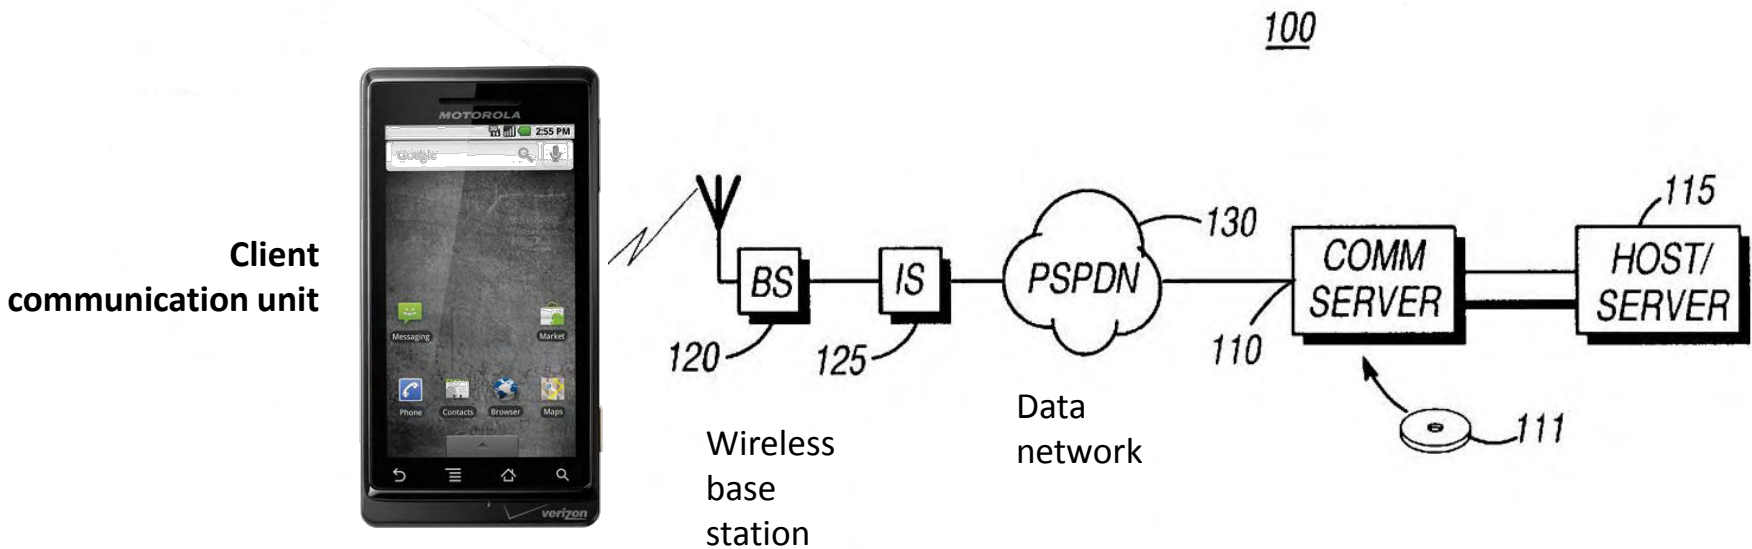 100
MOTOROLA
2:55 PM
Google
115
130
Client
communication unit
BS
IS
PSPDN
COMM
SERVER
HOST/
SERVER
Messaging
Market
120
125
110
Phone
Contacts
Browser
Maps
Data
network
111
Wireless
base
station
verizon